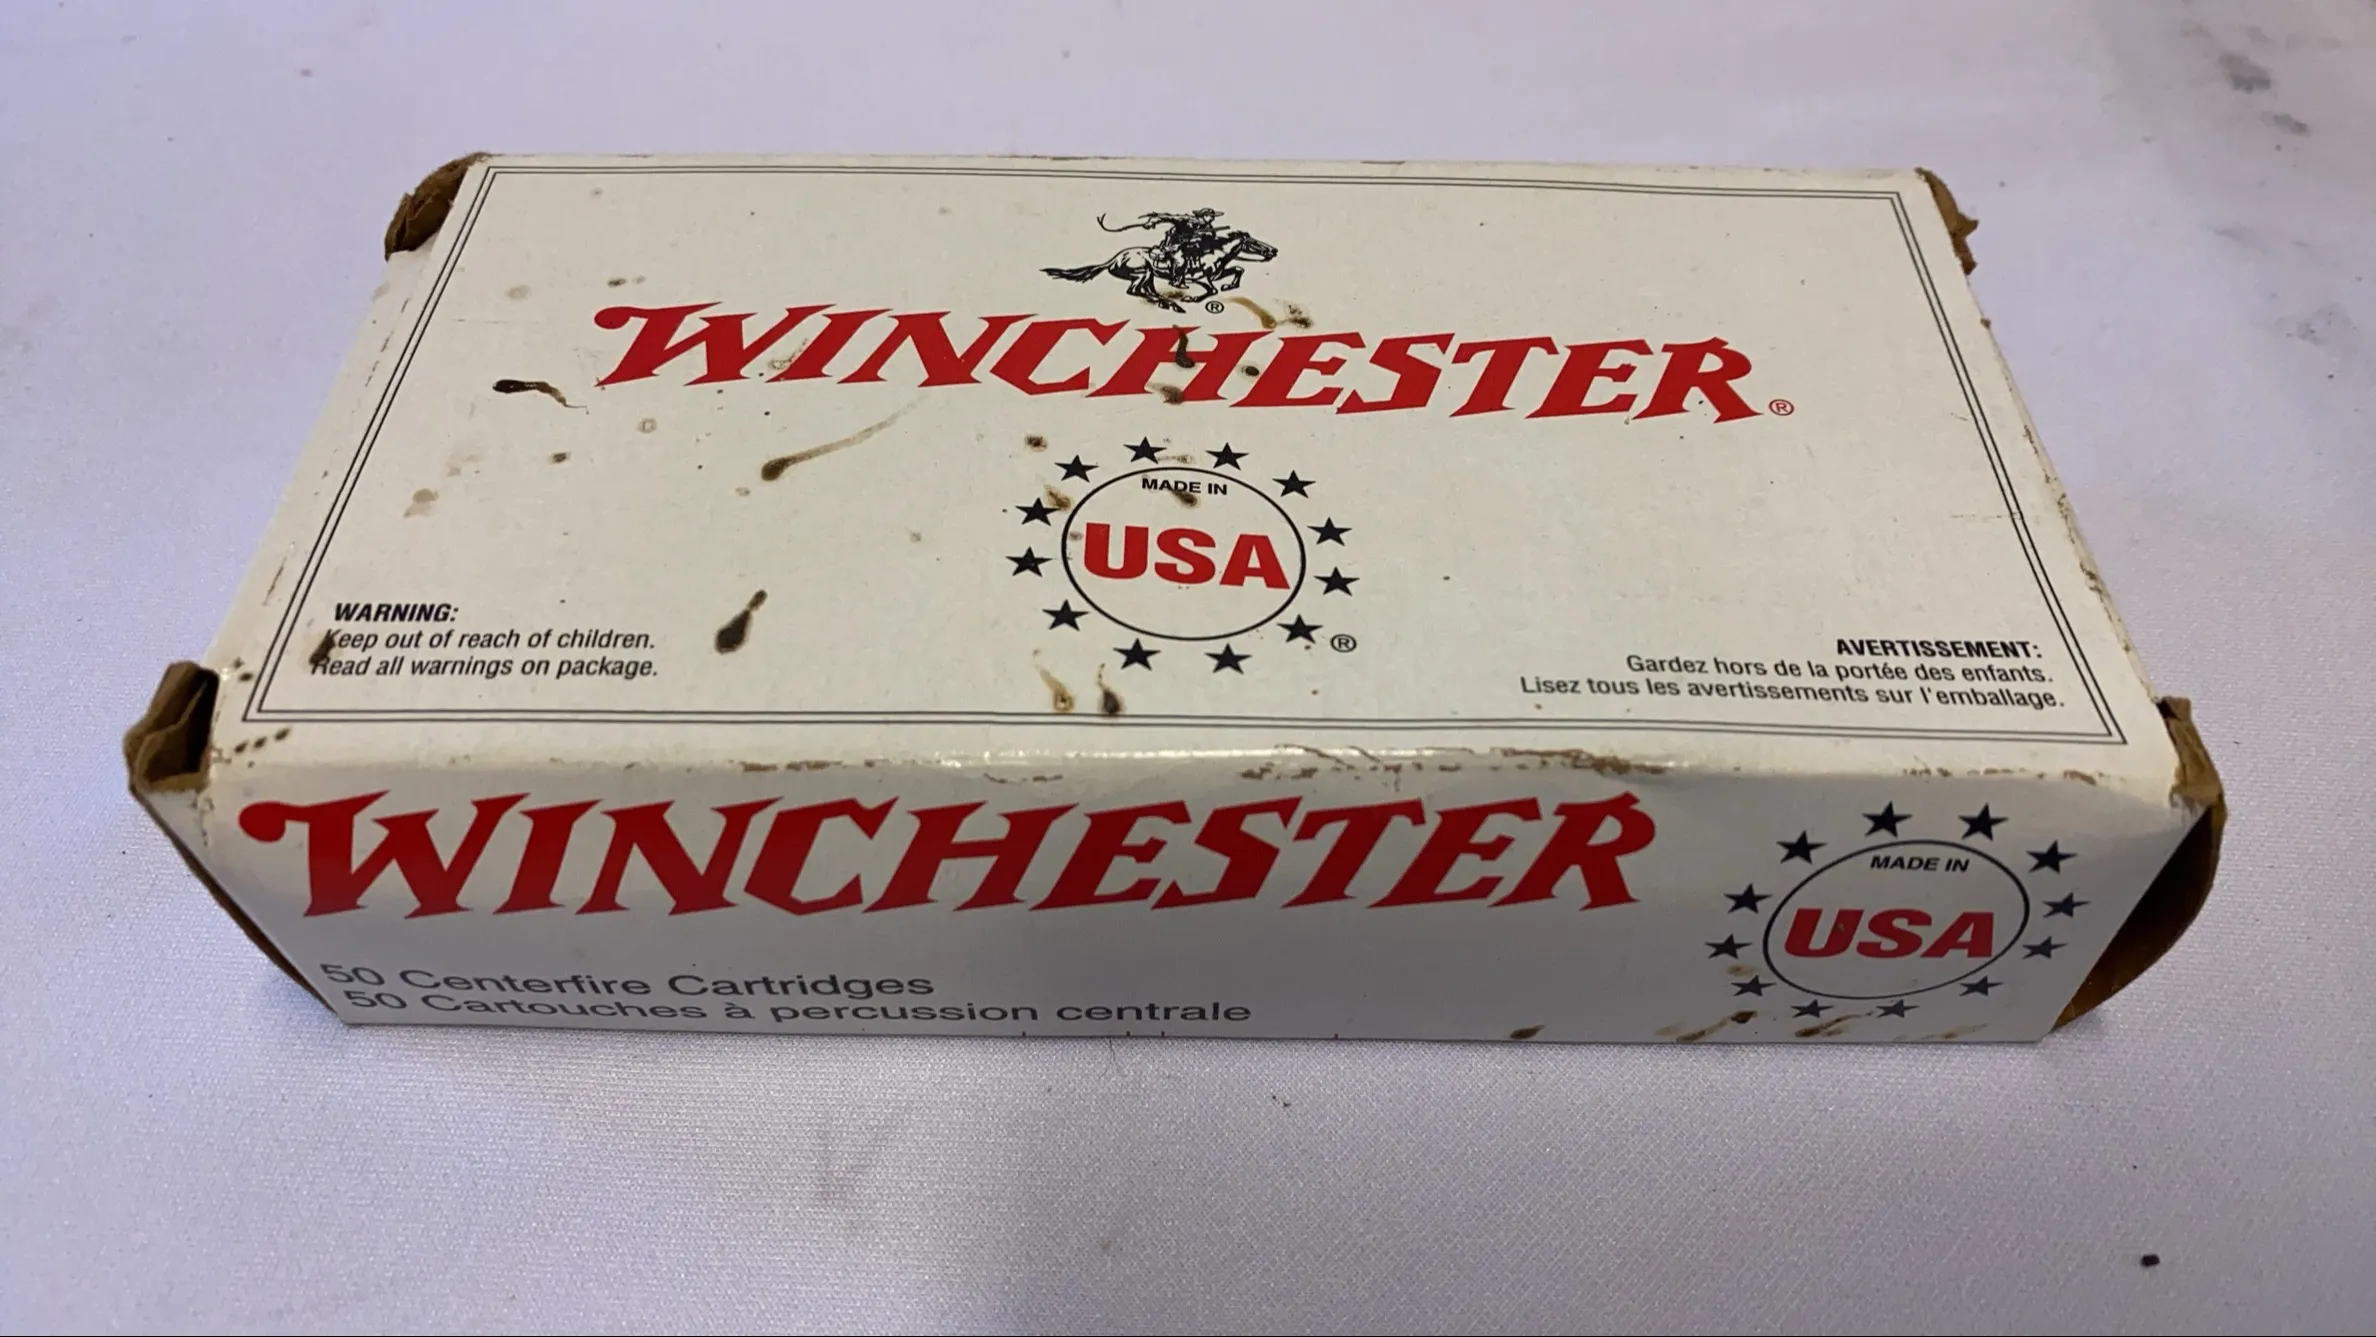 WINCHESTER®
MADE IN
USA
®
WARNING:
Keep out of reach of children.
Read all warnings on package.
AVERTISSEMENT:
Gardez hors de la portée des enfants.
Lisez tous les avertissements sur l'emballage.
WINCHESTER
50 Centerfire Cartridges
50 Cartouches à percussion centrale
MADE IN
USA